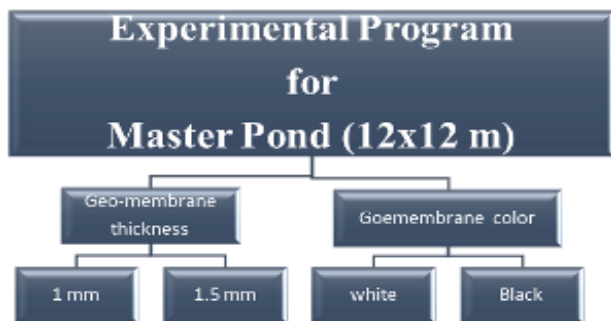 Experimental Program
for
Master Pond (12x12 m)
Geo-membrane
thickness
Goemembrane color
1 mm
1.5 mm
white
Black